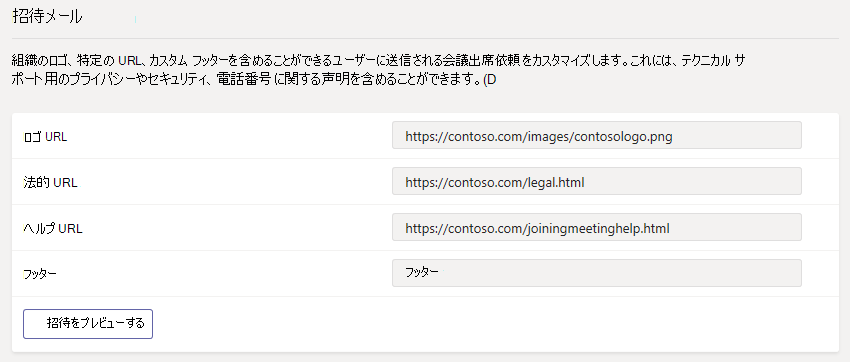 招待メール
組織のロゴ、特定の URL、カスタム フッターを含めることができるユーザーに送信される会議出席依頼をカスタマイズします。これには、テクニカル サ
ポート用のプライバシーやセキュリティ、電話番号に関する声明を含めることができます。(D
ロゴ URL
https://contoso.com/images/contosologo.png
法的 URL
https://contoso.com/legal.html
ヘルプ URL
https://contoso.com/joiningmeetinghelp.html
フッター
フッター
招待をプレビューする